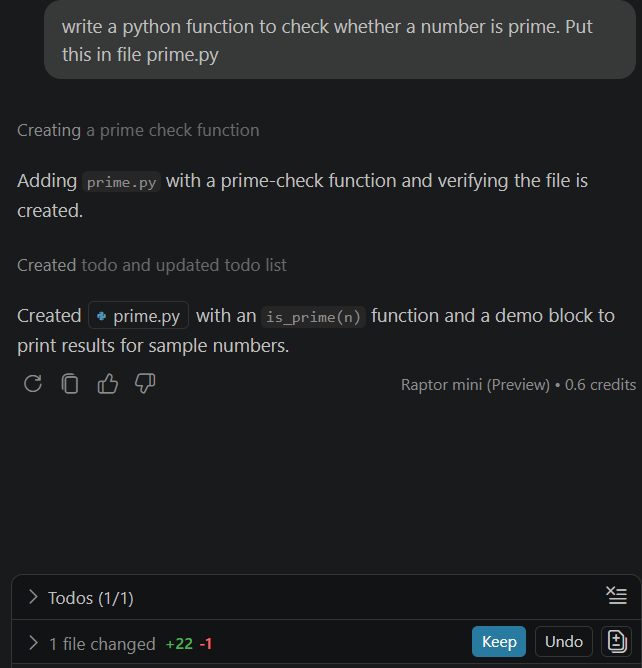 write a python function to check whether a number is prime. Put
this in file prime.py
Creating a prime check function
Adding prime.py with a prime-check function and verifying the file is
created.
Created todo and updated todo list
Created prime.py with an is_prime(n) function and a demo block to
print results for sample numbers.
Raptor mini (Preview) • 0.6 credits
Todos (1/1)
1 file changed +22 -1 Keep Undo